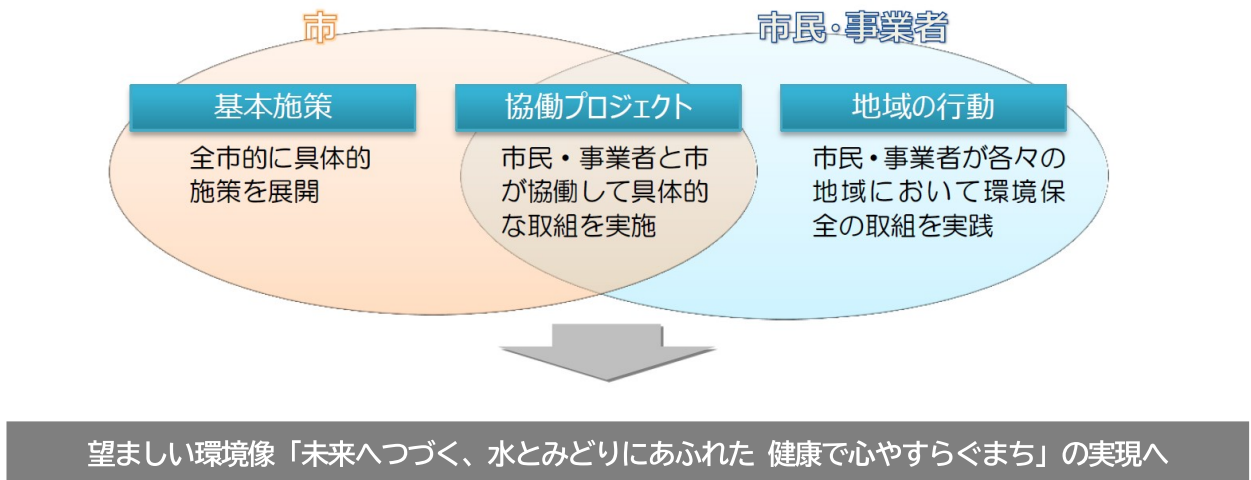 市
市民・事業者
基本施策
全市的に具体的
施策を展開
協働プロジェクト
市民・事業者と市
が協働して具体的
な取組を実施
地域の行動
市民・事業者が各々の
地域において環境保
全の取組を実践
望ましい環境像「未来へつづく、水とみどりにあふれた 健康で心やすらぐまち」の実現へ